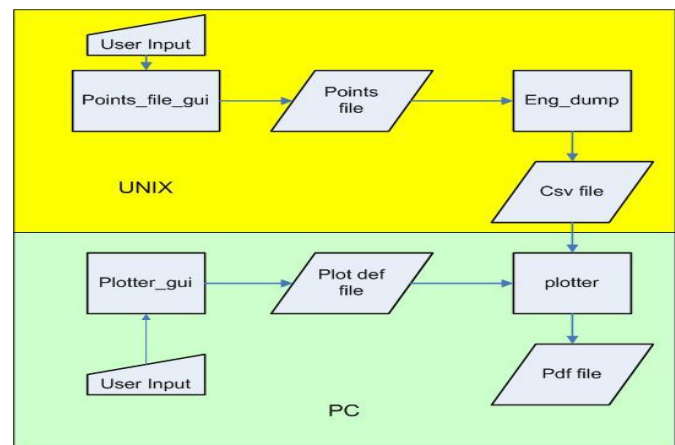 User Input
Points_file_gui
Points
file
Eng_dump
UNIX
Csv file
Plotter_gui
Plot def
file
plotter
User Input
Pdf file
PC